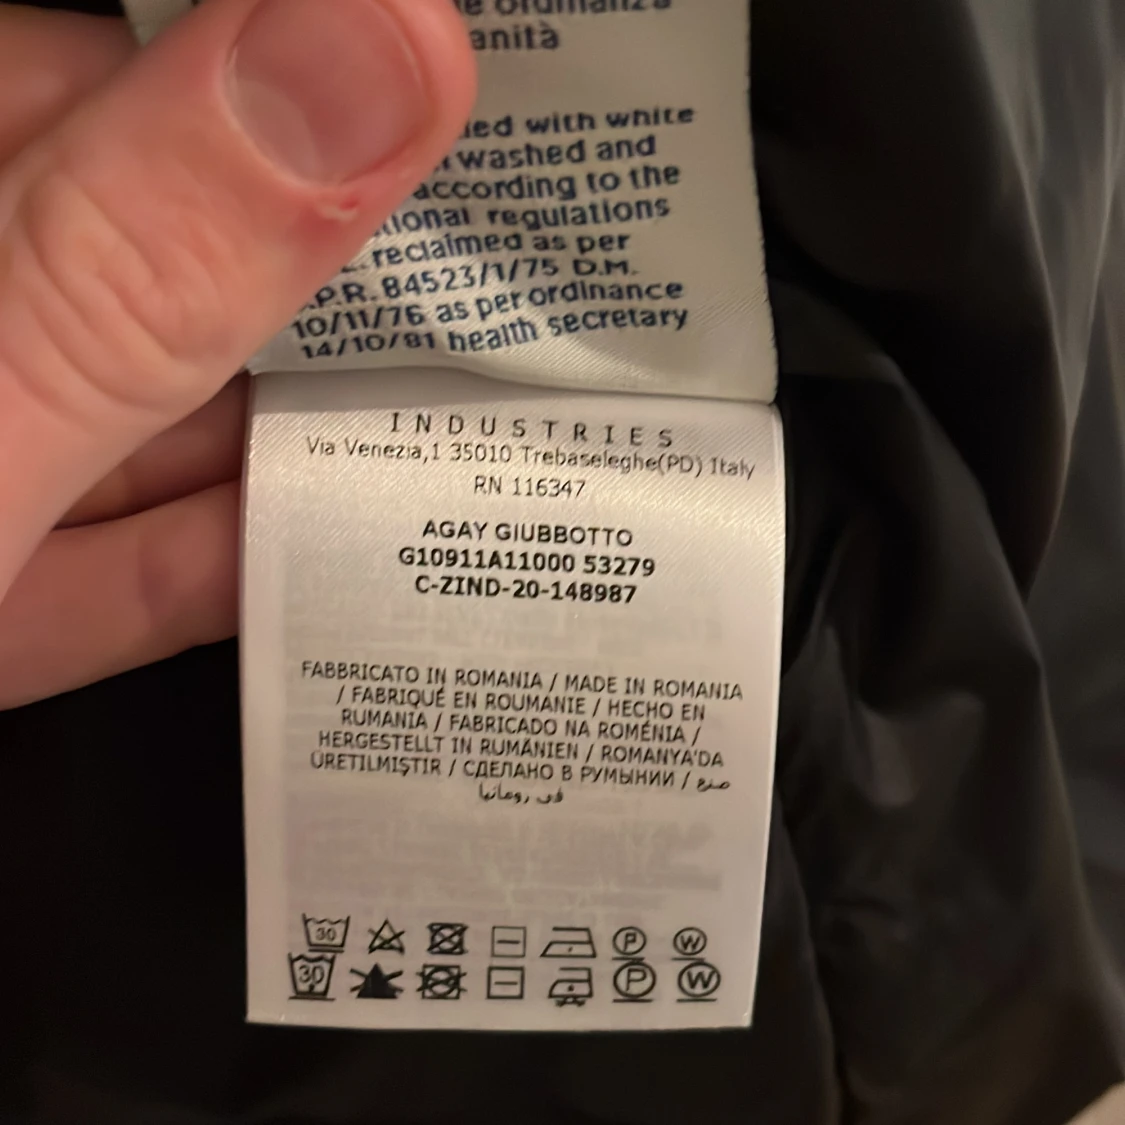 anità
with white
washed and
according to the
regulations
reclaimed as per
P.R. 84523/1/75 D.M.
10/11/76 as per ordinance
14/10/81 health secretary
INDUSTRIES
Via Venezia,1 35010 Trebaseleghe(PD) Italy
RN 116347
AGAY GIUBBOTTO
G10911A11000 53279
C-ZIND-20-148987
FABBRICATO IN ROMANIA / MADE IN ROMANIA
/ FABRIQUÉ EN ROUMANIE / HECHO EN
RUMANIA / FABRICADO NA ROMÉNIA /
HERGESTELLT IN RUMÄNIEN / ROMANYA'DA
ÜRETILMIŞTIR / СДЕЛАНО В РУМЫНИИ / صنع
في رومانيا
30 P W
30 P W